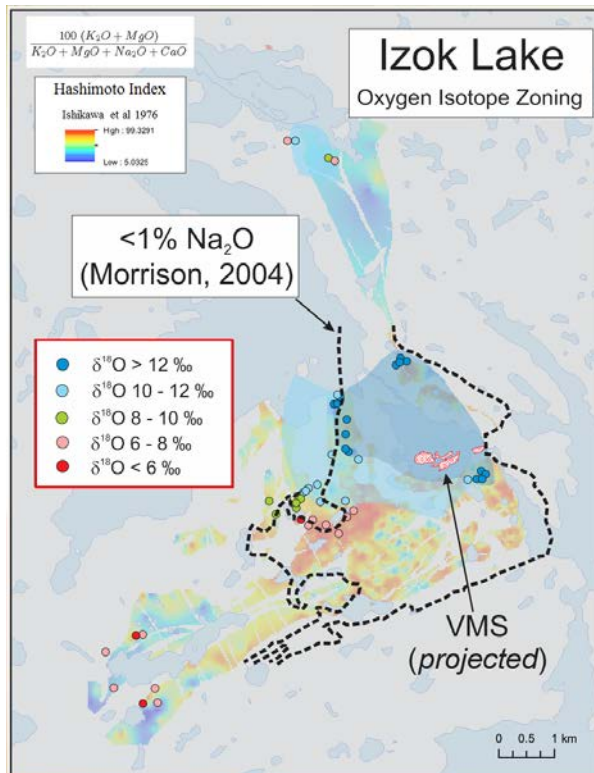 100 (K₂O + MgO)
K₂O + MgO + Na₂O + CaO
Izok Lake
Oxygen Isotope Zoning
Hashimoto Index
Ishikawa et al 1976
High : 99.3291
Low : 5.0325
<1% Na₂O
(Morrison, 2004)
δ¹⁸O > 12 ‰
δ¹⁸O 10 - 12 ‰
δ¹⁸O 8 - 10 ‰
δ¹⁸O 6 - 8 ‰
δ¹⁸O < 6 ‰
VMS
(projected)
0 0.5 1 km